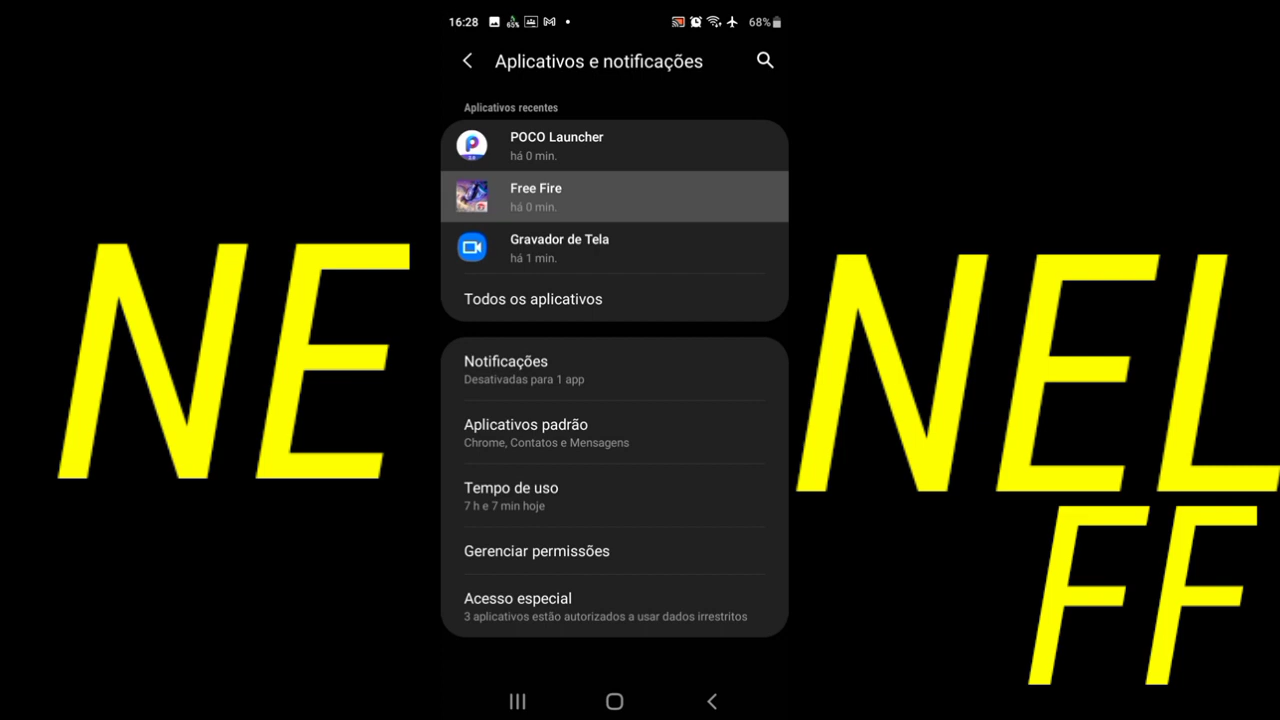 16:28
65%
68%
Aplicativos e notificações
Aplicativos recentes
POCO Launcher
há 0 min.
Free Fire
há 0 min.
Gravador de Tela
há 1 min.
Todos os aplicativos
Notificações
Desativadas para 1 app
Aplicativos padrão
Chrome, Contatos e Mensagens
Tempo de uso
7 h e 7 min hoje
Gerenciar permissões
Acesso especial
3 aplicativos estão autorizados a usar dados irrestritos
NE
NEL
FF